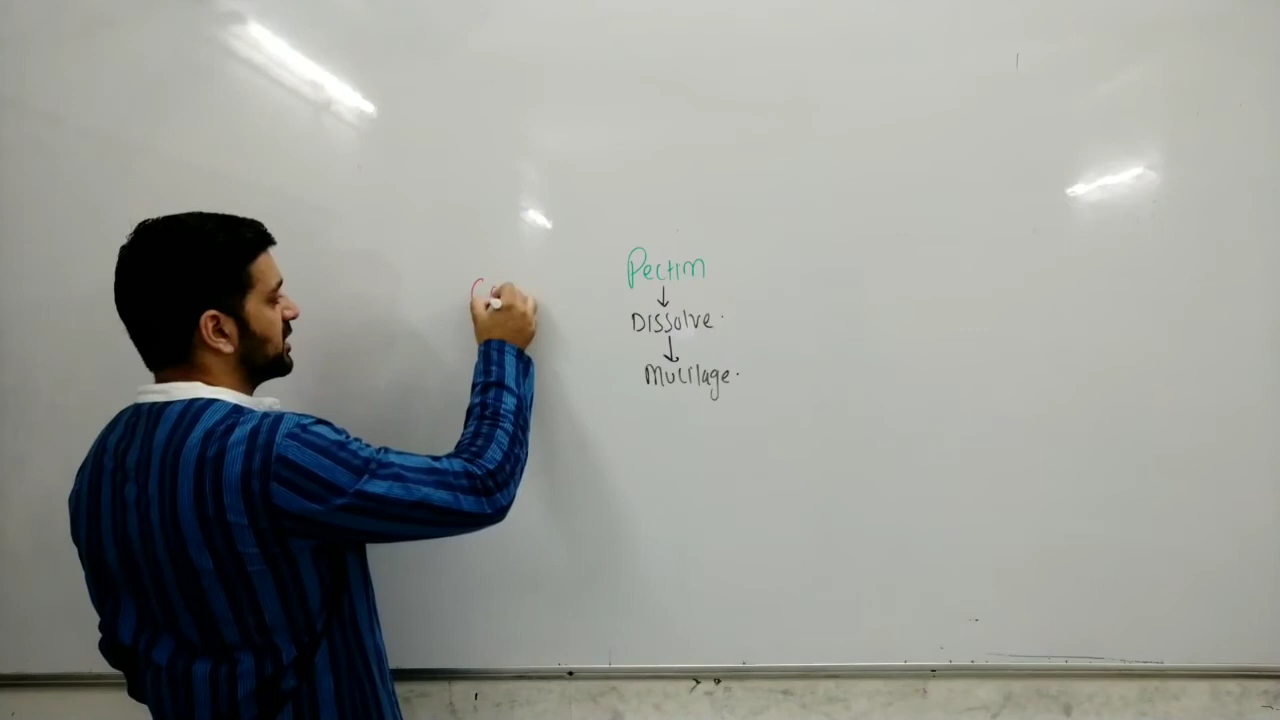 Pectin
↓
Dissolve.
↓
Mucilage.